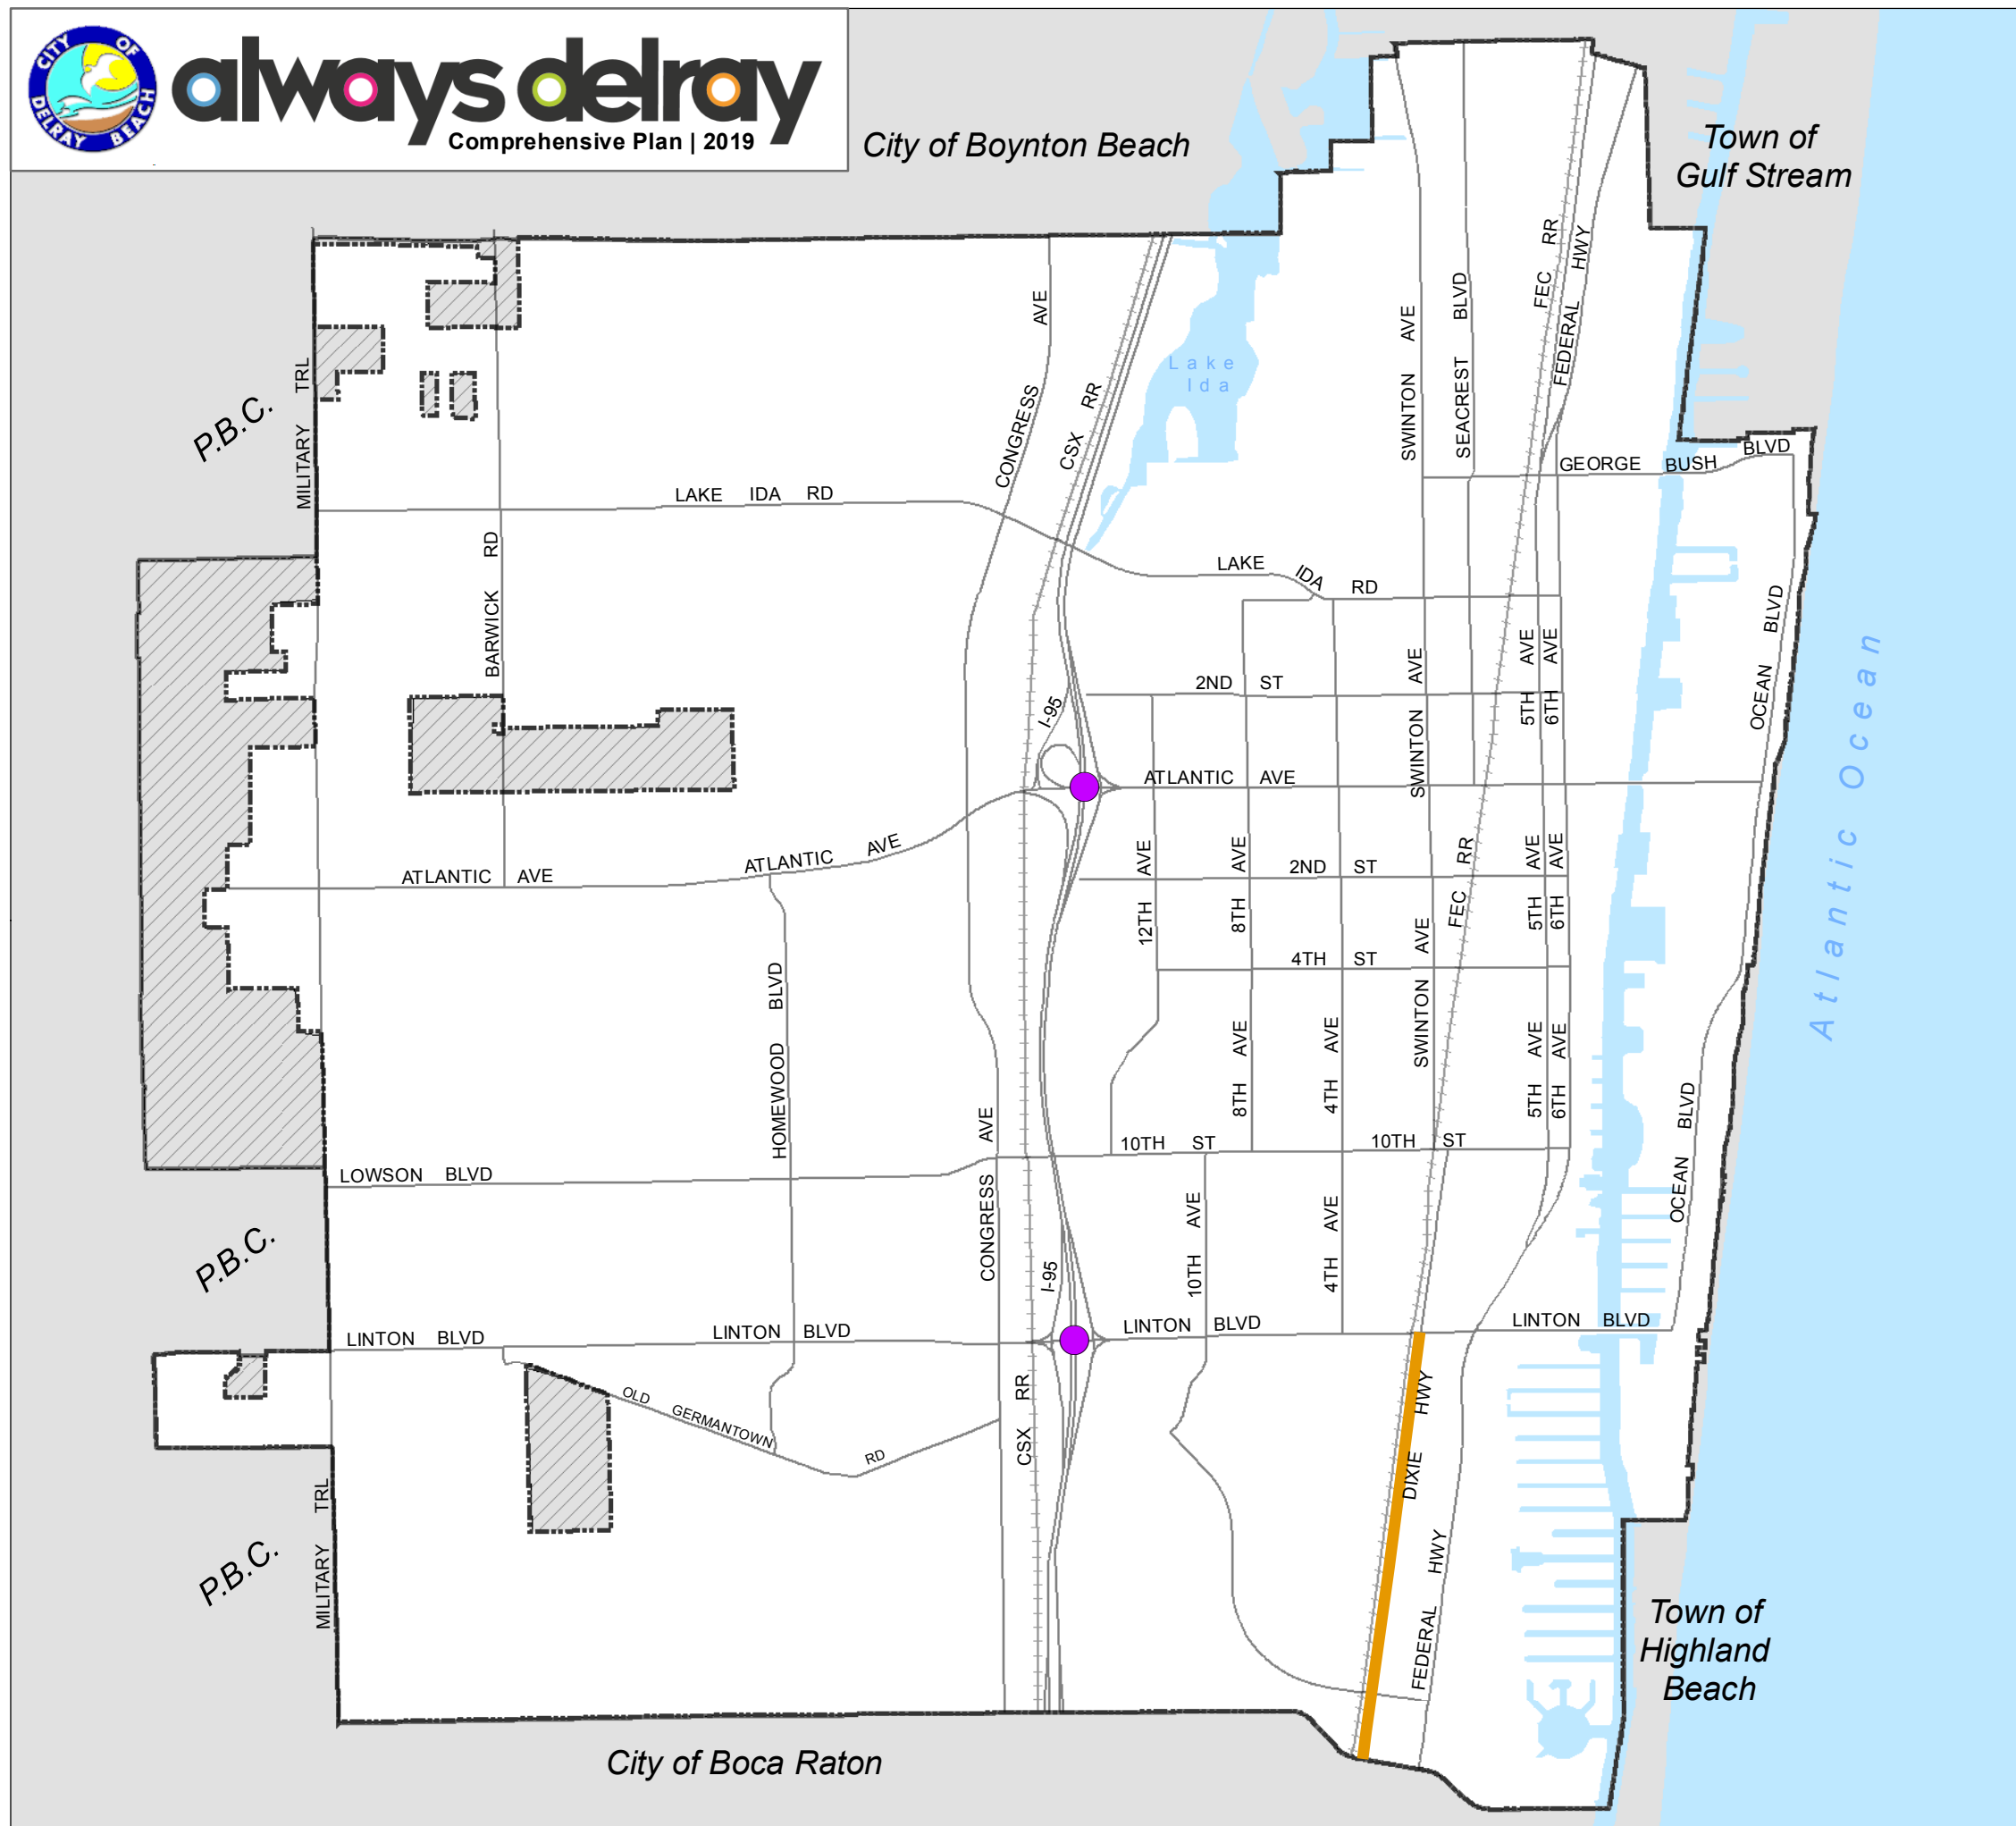 CITY OF
DELRAY BEACH
always delray
Comprehensive Plan | 2019
City of Boynton Beach
Town of
Gulf Stream
P.B.C.
MILITARY TRL
BARWICK RD
CONGRESS AVE
CSX RR
Lake
Ida
SWINTON AVE
SEACREST BLVD
FEC RR
FEDERAL HWY
GEORGE BUSH BLVD
LAKE IDA RD
LAKE IDA RD
OCEAN BLVD
Atlantic Ocean
I-95
2ND ST
SWINTON AVE
5TH AVE
6TH AVE
ATLANTIC AVE
ATLANTIC AVE
ATLANTIC AVE
12TH AVE
8TH AVE
2ND ST
FEC RR
5TH AVE
6TH AVE
4TH ST
HOMEWOOD BLVD
8TH AVE
4TH AVE
SWINTON AVE
5TH AVE
6TH AVE
CONGRESS AVE
10TH ST
10TH ST
LOWSON BLVD
OCEAN BLVD
P.B.C.
I-95
10TH AVE
4TH AVE
LINTON BLVD
LINTON BLVD
LINTON BLVD
LINTON BLVD
OLD GERMANTOWN RD
CSX RR
DIXIE HWY
FEDERAL HWY
MILITARY TRL
P.B.C.
Town of
Highland
Beach
City of Boca Raton